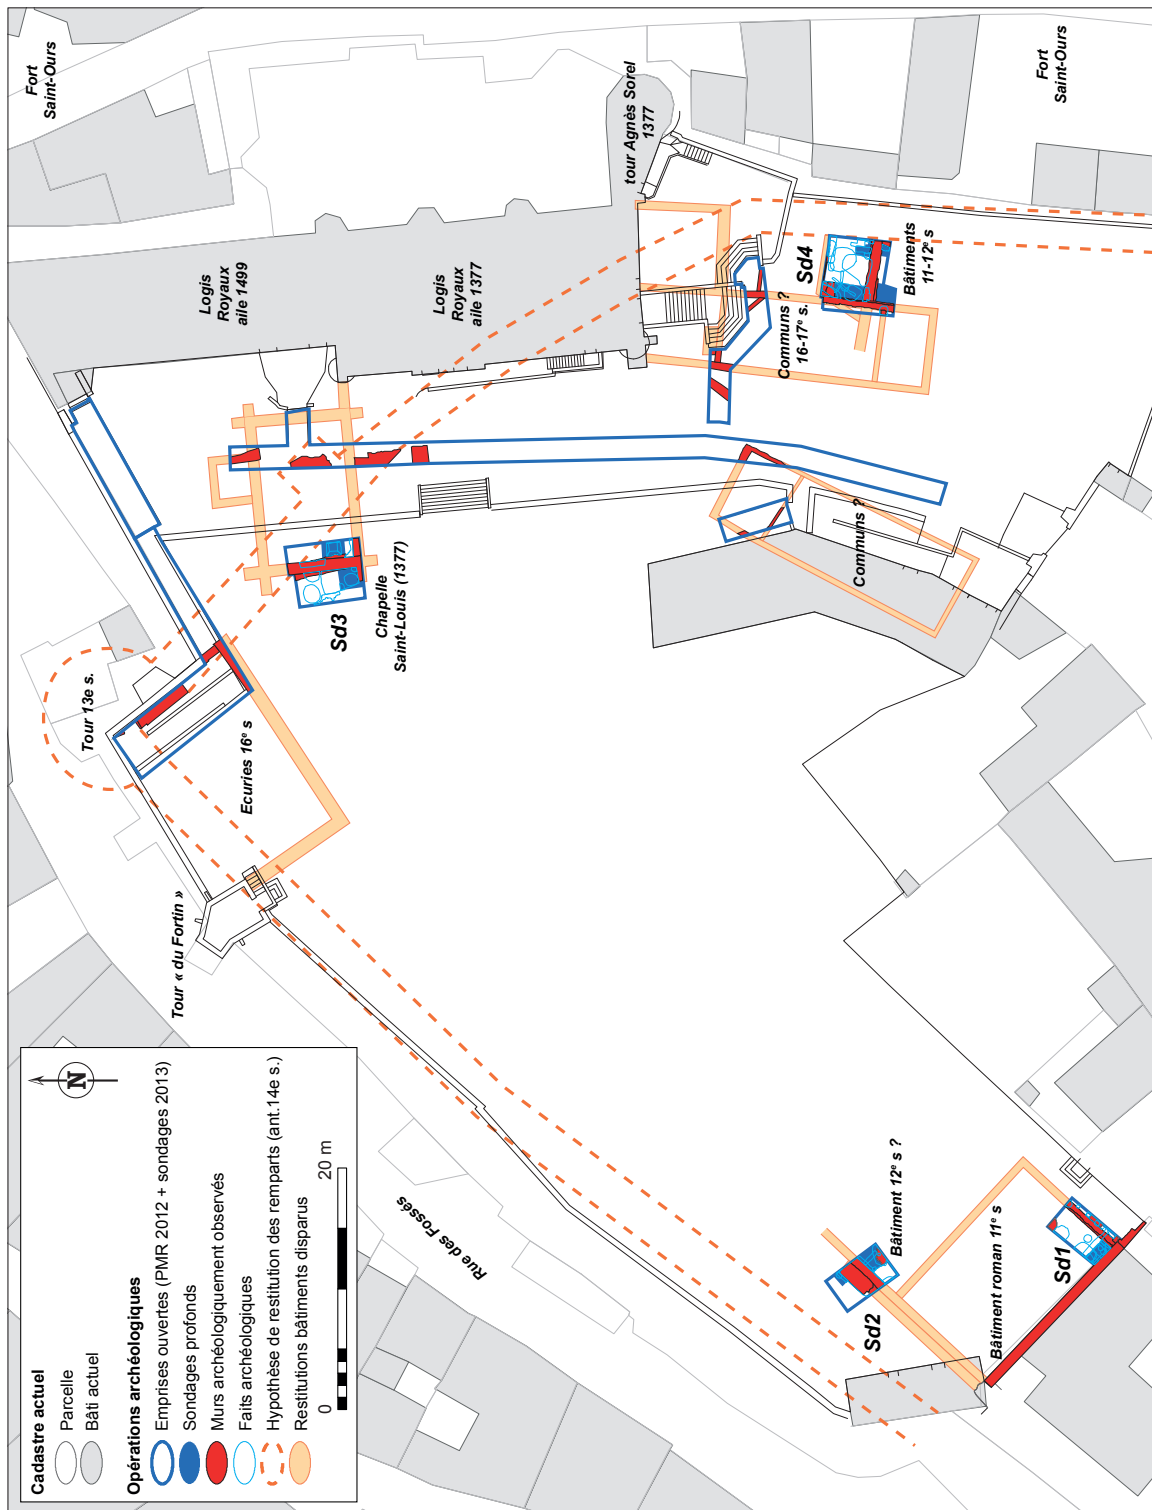 Fort
Saint-Ours
Logis
Royaux
aile 1499
Logis
Royaux
aile 1377
tour Agnès Sorel
1377
Fort
Saint-Ours
Sd4
Bâtiments
11-12e s
Communs ?
16-17e s.
Communs ?
Sd3
Chapelle
Saint-Louis (1377)
Tour 13e s.
Ecuries 16e s
Tour « du Fortin »
Rue des Fossés
Bâtiment 12e s ?
Sd2
Bâtiment roman 11e s
Sd1
N
Cadastre actuel
Parcelle
Bâti actuel
Opérations archéologiques
Emprises ouvertes (PMR 2012 + sondages 2013)
Sondages profonds
Murs archéologiquement observés
Faits archéologiques
Hypothèse de restitution des remparts (ant.14e s.)
Restitutions bâtiments disparus
0 20 m